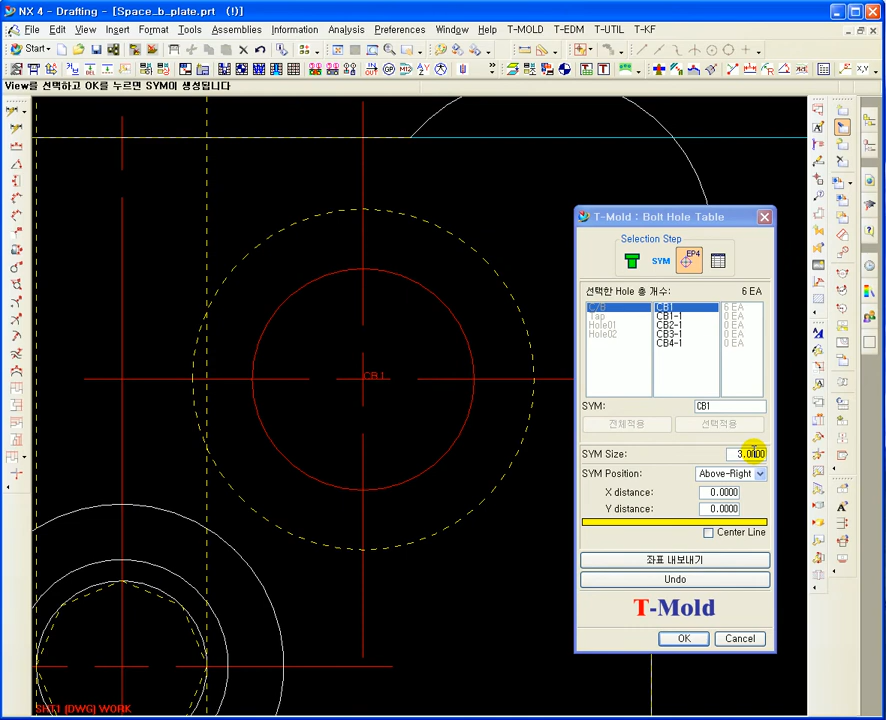 NX 4 - Drafting - [Space_b_plate.prt (!)]
File Edit View Insert Format Tools Assemblies Information Analysis Preferences Window Help T-MOLD T-EDM T-UTIL T-KF
Start
View를 선택하고 OK를 누르면 SYM이 생성됩니다
CB1
T-Mold : Bolt Hole Table
Selection Step
SYM
EP4
선택한 Hole 총 개수: 6 EA
C/B CB1 6 EA
Tap CB1-1 0 EA
Hole01 CB2-1 0 EA
Hole02 CB3-1 0 EA
CB4-1 0 EA
SYM: CB1
전체적용 선택적용
SYM Size: 3.0000
SYM Position: Above-Right
X distance: 0.0000
Y distance: 0.0000
Center Line
좌표 내보내기
Undo
T-Mold
OK Cancel
SHT1 [DWG] WORK